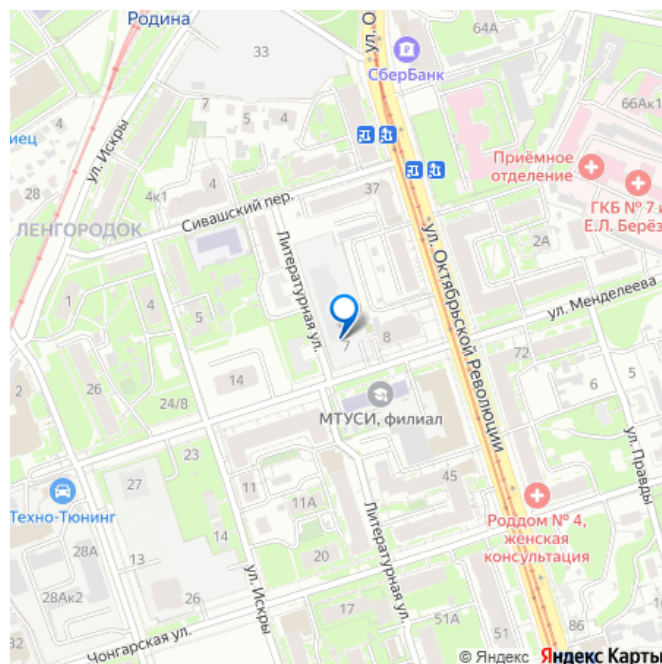 Родина
ул. О
СберБанк
64А
33
66Ак1
ул. Искры
7
5
4
4
иец
28
4к1
4
37
Сивашский пер.
Приёмное
отделение
ГКБ № 7 и
Е.Л. Берёз
ЛЕНГОРОДОК
2А
ул. Октябрьской Революции
Литературная ул.
ул. Менделеева
1
4
5
7
8
72
6
5
26
14
2
24/8
МТУСИ, филиал
ул. Правды
23
45
27
11
11А
Техно-Тюнинг
Роддом № 4,
женская
консультация
14
28А
13
20
Литературная ул.
28Ак2
26
ул. Искры
17
51А
86
32
Чонгарская ул.
51
© Яндекс Яндекс Карты